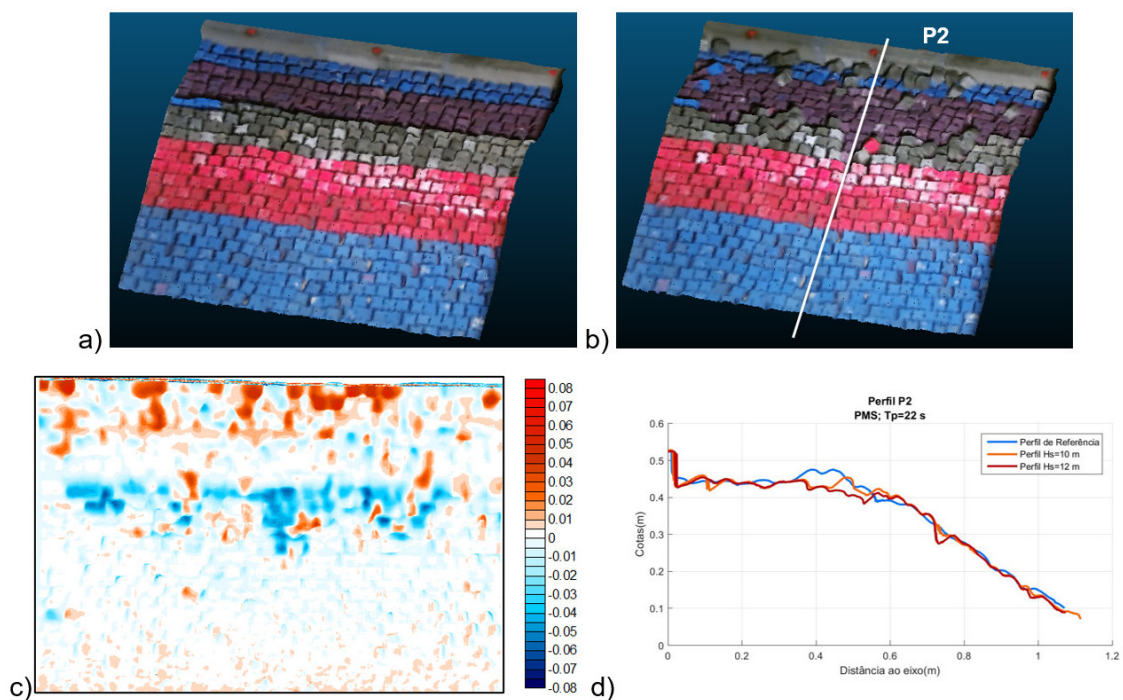 P2
a)
b)
0.08
0.07
0.06
0.05
0.04
0.03
0.02
0.01
0
-0.01
-0.02
-0.03
-0.04
-0.05
-0.06
-0.07
-0.08
c)
Perfil P2
PMS; Tp=22 s
Perfil de Referência
Perfil Hs=10 m
Perfil Hs=12 m
Cotas(m)
0.6
0.5
0.4
0.3
0.2
0.1
0
0 0.2 0.4 0.6 0.8 1 1.2
Distância ao eixo(m)
d)